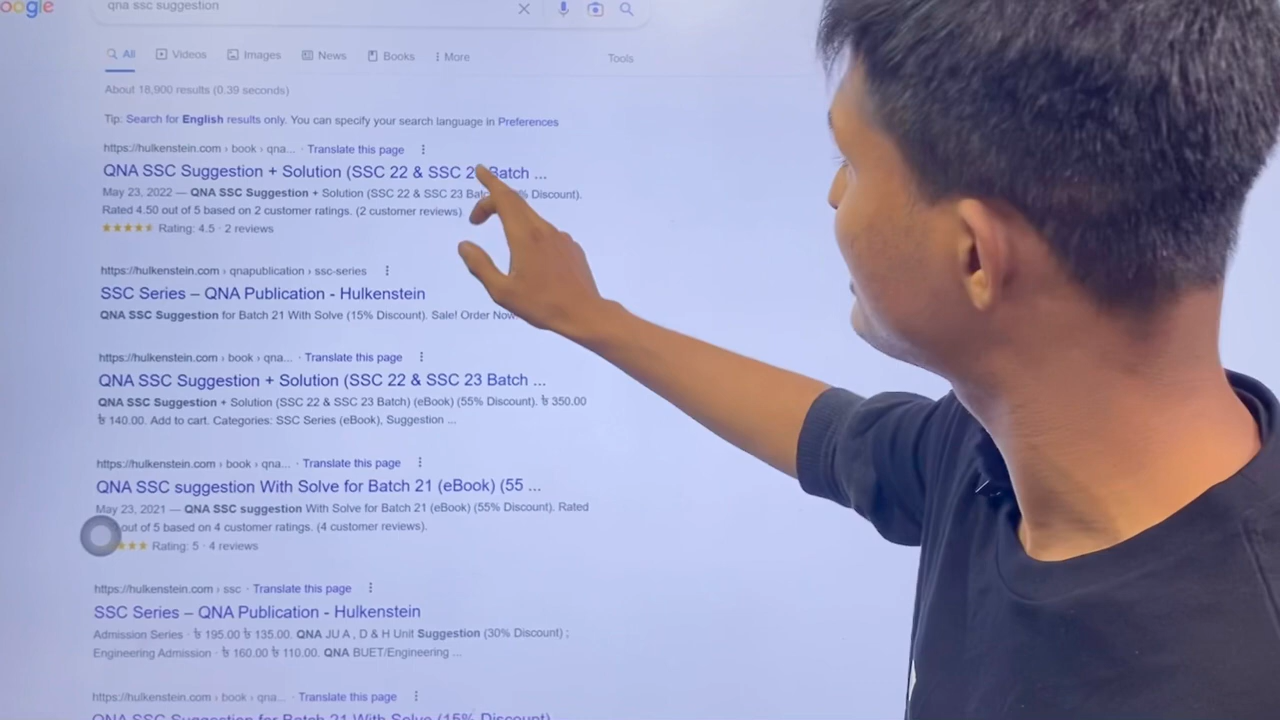 oogle
qna ssc suggestion
All Videos Images News Books More Tools
About 18,900 results (0.39 seconds)
Tip: Search for English results only. You can specify your search language in Preferences
https://hulkenstein.com › book › qna... · Translate this page
QNA SSC Suggestion + Solution (SSC 22 & SSC 2 Batch ...
May 23, 2022 — QNA SSC Suggestion + Solution (SSC 22 & SSC 23 Batc % Discount).
Rated 4.50 out of 5 based on 2 customer ratings. (2 customer reviews)
Rating: 4.5 · 2 reviews
https://hulkenstein.com › qnapublication › ssc-series
SSC Series – QNA Publication - Hulkenstein
QNA SSC Suggestion for Batch 21 With Solve (15% Discount). Sale! Order Now
https://hulkenstein.com › book › qna... · Translate this page
QNA SSC Suggestion + Solution (SSC 22 & SSC 23 Batch ...
QNA SSC Suggestion + Solution (SSC 22 & SSC 23 Batch) (eBook) (55% Discount). ৳ 350.00
৳ 140.00. Add to cart. Categories: SSC Series (eBook), Suggestion ...
https://hulkenstein.com › book › qna... · Translate this page
QNA SSC suggestion With Solve for Batch 21 (eBook) (55 ...
May 23, 2021 — QNA SSC suggestion With Solve for Batch 21 (eBook) (55% Discount). Rated
out of 5 based on 4 customer ratings. (4 customer reviews).
Rating: 5 · 4 reviews
https://hulkenstein.com › ssc · Translate this page
SSC Series – QNA Publication - Hulkenstein
Admission Series · ৳ 195.00 ৳ 135.00. QNA JU A , D & H Unit Suggestion (30% Discount) ;
Engineering Admission · ৳ 160.00 ৳ 110.00. QNA BUET/Engineering ...
https://hulkenstein.com › book › qna... · Translate this page
QNA SSC Suggestion for Batch 21 With Solve (15% Discount)